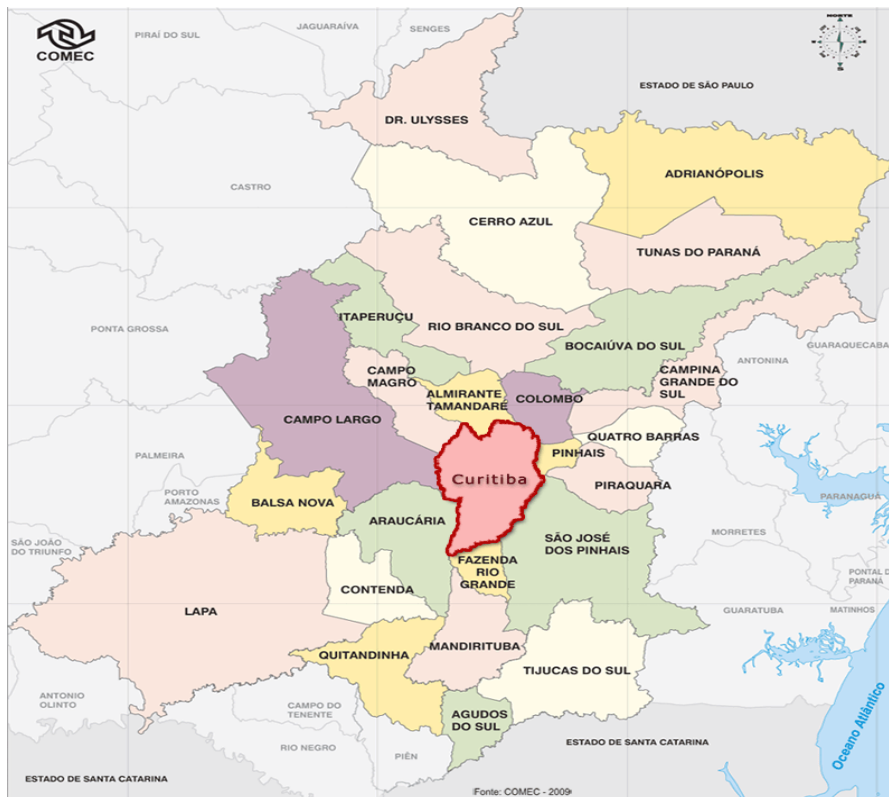 COMEC
PIRAÍ DO SUL
JAGUARAÍVA
SENGES
NORTE
S
ESTADO DE SÃO PAULO
DR. ULYSSES
ADRIANÓPOLIS
CASTRO
CERRO AZUL
TUNAS DO PARANÁ
ITAPERUÇU
RIO BRANCO DO SUL
PONTA GROSSA
BOCAIÚVA DO SUL
GUARAQUEÇABA
ANTONINA
CAMPO
MAGRO
CAMPINA
GRANDE DO
SUL
ALMIRANTE
TAMANDARÉ
COLOMBO
CAMPO LARGO
QUATRO BARRAS
PALMEIRA
PINHAIS
Curitiba
PIRAQUARA
PORTO
AMAZONAS
BALSA NOVA
PARANAGUÁ
ARAUCÁRIA
SÃO JOSÉ
DOS PINHAIS
MORRETES
SÃO JOÃO
DO TRIUNFO
FAZENDA
RIO
GRANDE
PONTAL DO
PARANÁ
CONTENDA
LAPA
GUARATUBA
MATINHOS
MANDIRITUBA
QUITANDINHA
TIJUCAS DO SUL
ANTONIO
OLINTO
CAMPO DO
TENENTE
AGUDOS
DO SUL
RIO NEGRO
PIÊN
ESTADO DE SANTA CATARINA
Oceano Atlântico
ESTADO DE SANTA CATARINA
Fonte: COMEC - 2009